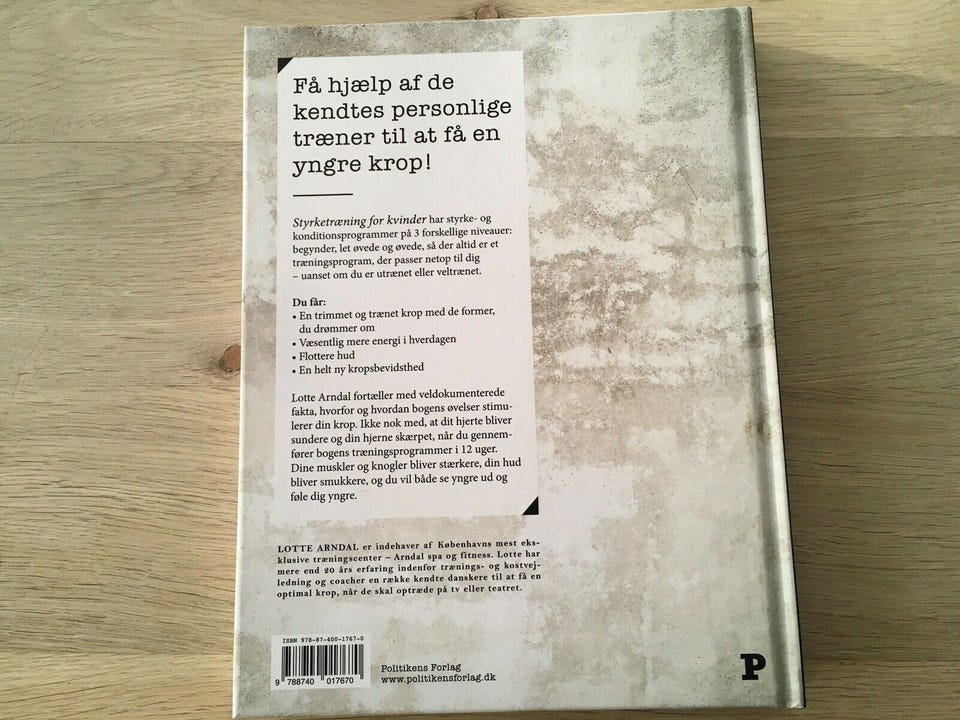 Få hjælp af de
kendtes personlige
træner til at få en
yngre krop!
Styrketræning for kvinder har styrke- og
konditionsprogrammer på 3 forskellige niveauer:
begynder, let øvede og øvede, så der altid er et
træningsprogram, der passer netop til dig
– uanset om du er utrænet eller veltrænet.
Du får:
• En trimmet og trænet krop med de former,
du drømmer om
• Væsentlig mere energi i hverdagen
• Flottere hud
• En helt ny kropsbevidsthed
Lotte Arndal fortæller med veldokumenterede
fakta, hvorfor og hvordan bogens øvelser stimu-
lerer din krop. Ikke nok med, at dit hjerte bliver
sundere og din hjerne skærpet, når du gennem-
fører bogens træningsprogrammer i 12 uger.
Dine muskler og knogler bliver stærkere, din hud
bliver smukkere, og du vil både se yngre ud og
føle dig yngre.
LOTTE ARNDAL er indehaver af Københavns mest eks-
klusive træningscenter – Arndal spa og fitness. Lotte har
mere end 20 års erfaring indenfor trænings- og kostvej-
ledning og coacher en række kendte danskere til at få en
optimal krop, når de skal optræde på tv eller teatret.
ISBN 978-87-400-1767-0
9 788740 017670
Politikens Forlag
www.politikensforlag.dk
P